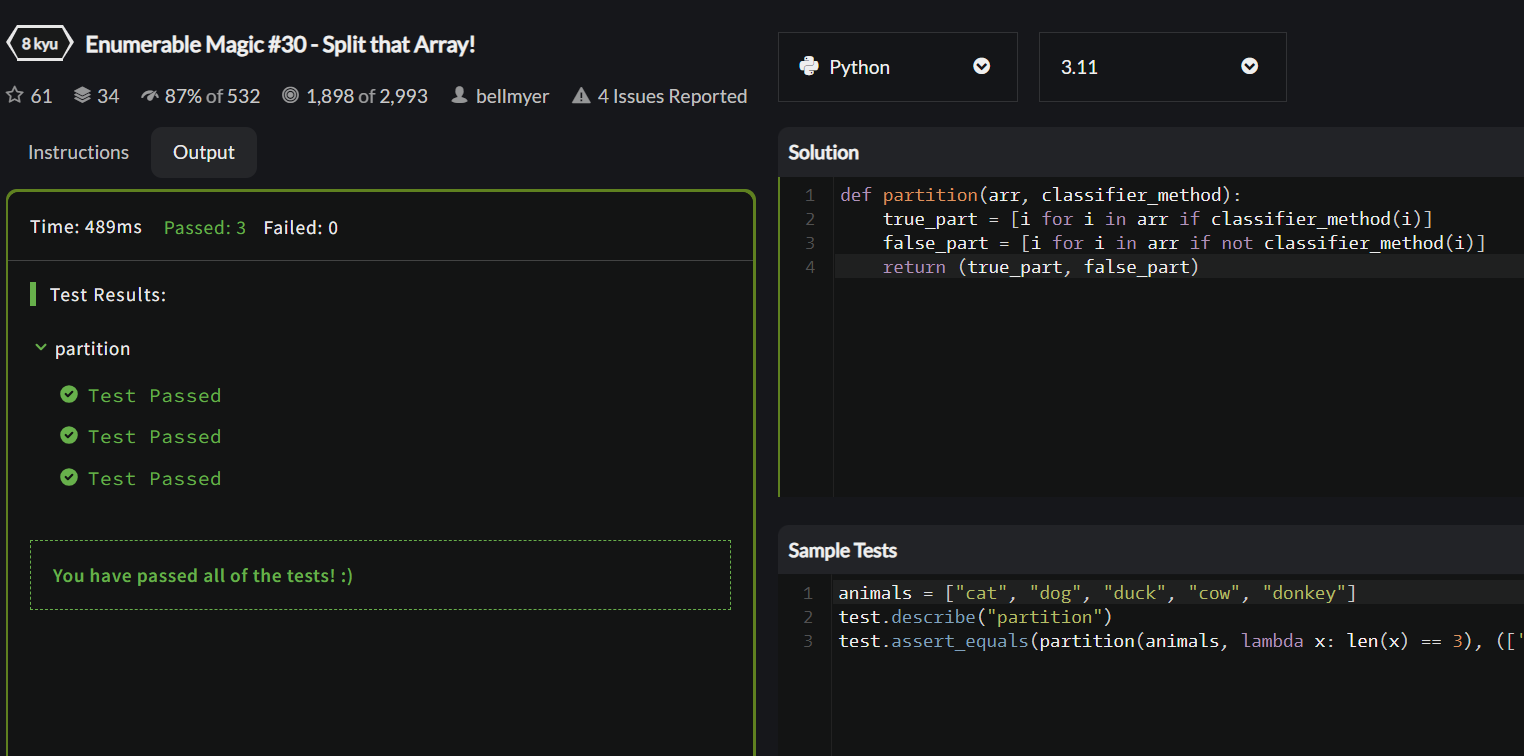 8 kyu Enumerable Magic #30 - Split that Array!
61 34 87% of 532 1,898 of 2,993 bellmyer 4 Issues Reported
Instructions Output
Time: 489ms Passed: 3 Failed: 0
Test Results:
partition
Test Passed
Test Passed
Test Passed
You have passed all of the tests! :)
Python 3.11
Solution
1 def partition(arr, classifier_method):
2     true_part = [i for i in arr if classifier_method(i)]
3     false_part = [i for i in arr if not classifier_method(i)]
4     return (true_part, false_part)
Sample Tests
1 animals = ["cat", "dog", "duck", "cow", "donkey"]
2 test.describe("partition")
3 test.assert_equals(partition(animals, lambda x: len(x) == 3), (['